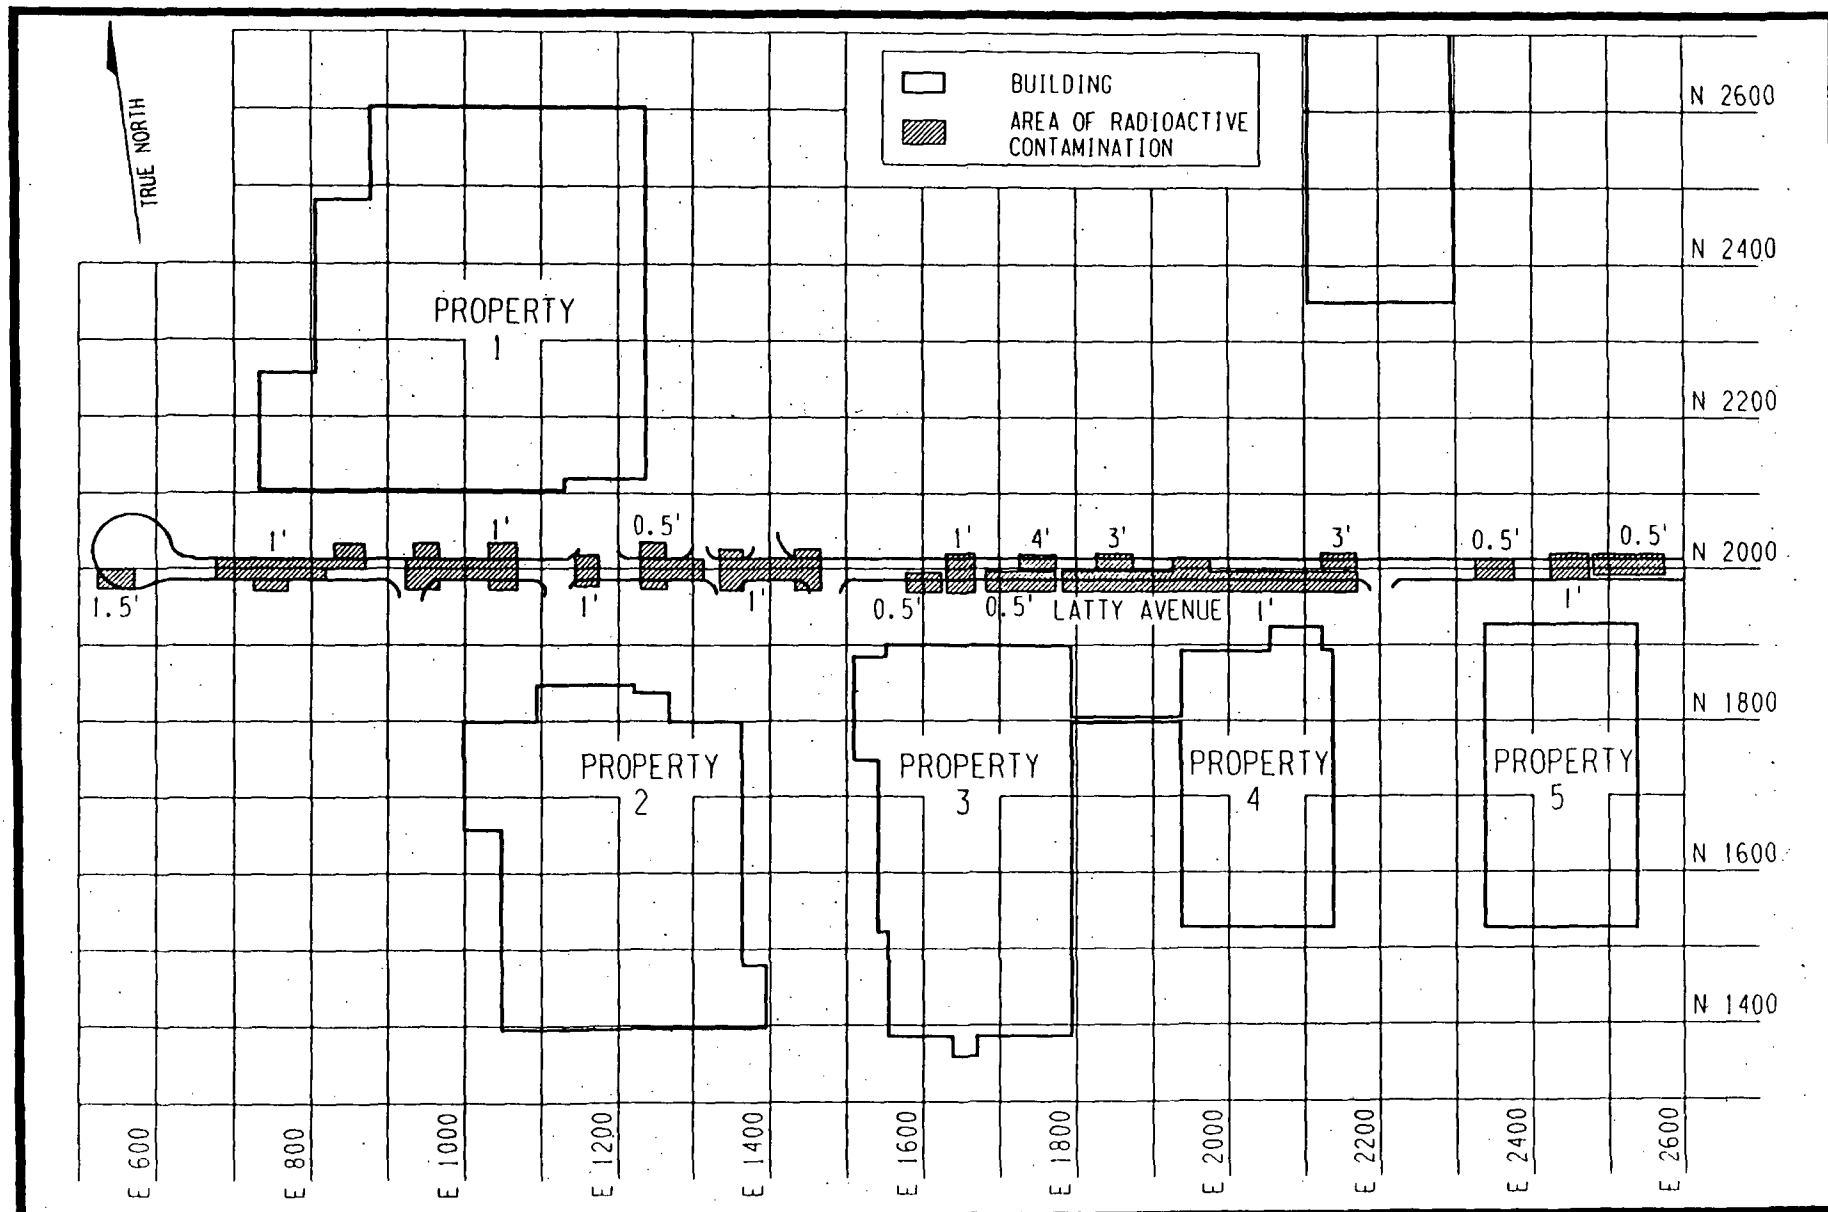 TRUE NORTH
BUILDING
AREA OF RADIOACTIVE
CONTAMINATION
N 2600
N 2400
N 2200
N 2000
N 1800
N 1600
N 1400
PROPERTY
1
1'
1'
0.5'
1'
4'
3'
3'
0.5'
0.5'
1.5'
1'
1'
0.5'
0.5'
LATTY AVENUE
1'
1'
PROPERTY
2
PROPERTY
3
PROPERTY
4
PROPERTY
5
E 600
E 800
E 1000
E 1200
E 1400
E 1600
E 1800
E 2000
E 2200
E 2400
E 2600